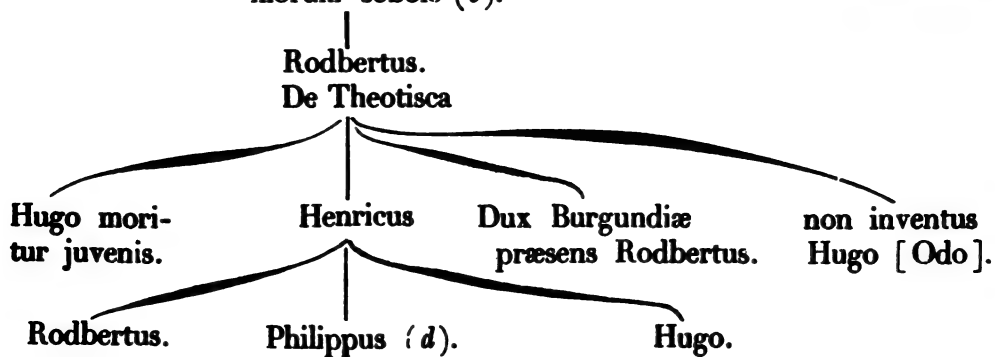 Rodbertus.
De Theotisca
Hugo mori- Henricus Dux Burgundiæ non inventus
tur juvenis. præsens Rodbertus. Hugo [Odo].
Rodbertus. Philippus (d). Hugo.